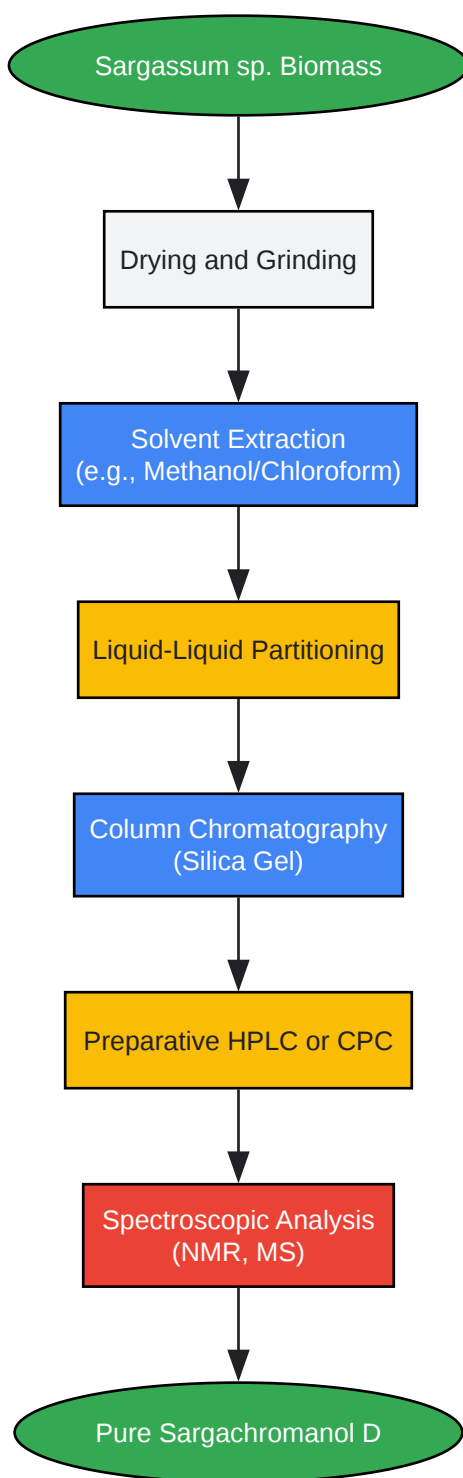 Sargassum sp. Biomass
Drying and Grinding
Solvent Extraction
(e.g., Methanol/Chloroform)
Liquid-Liquid Partitioning
Column Chromatography
(Silica Gel)
Preparative HPLC or CPC
Spectroscopic Analysis
(NMR, MS)
Pure Sargachromanol D